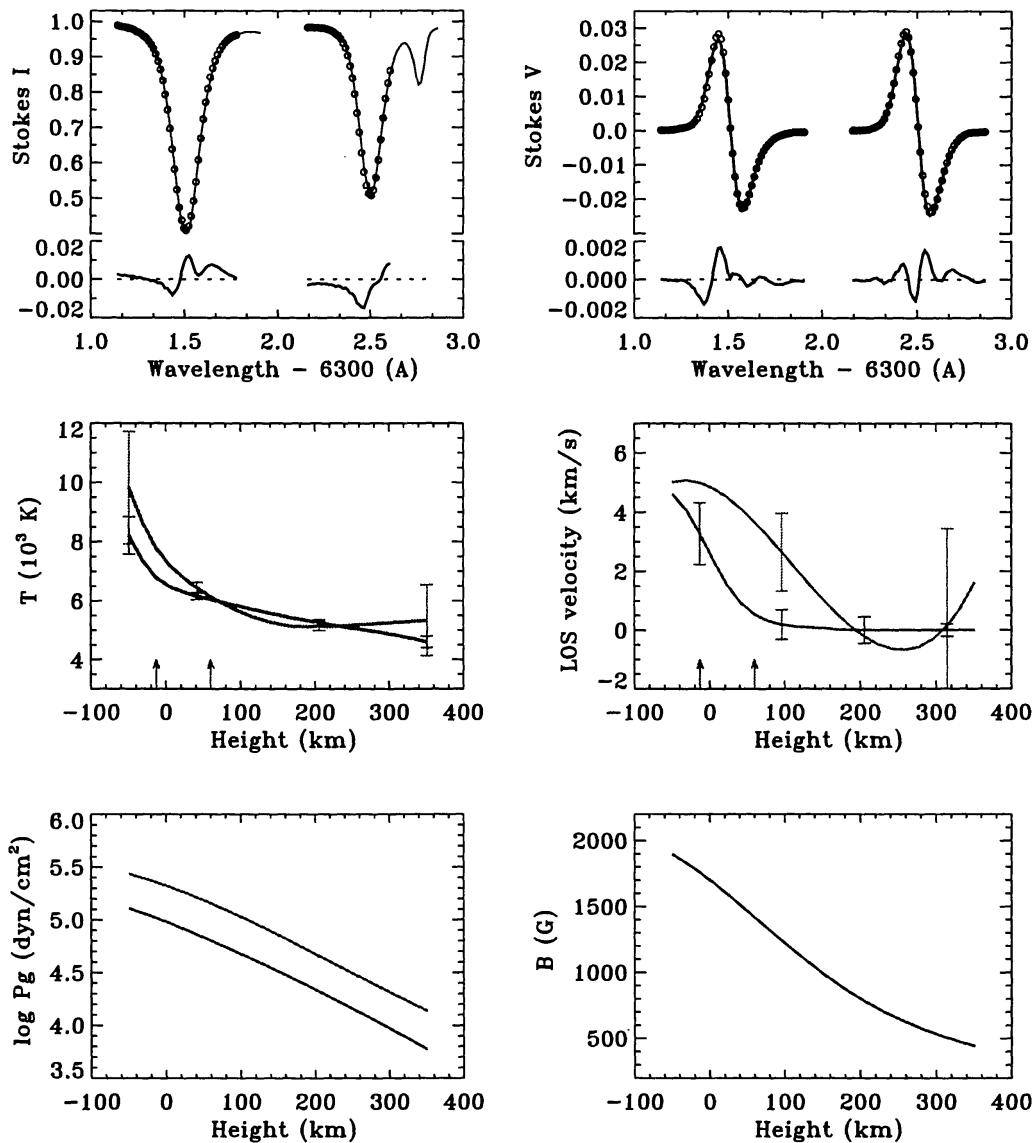 Stokes I
1.0
0.9
0.8
0.7
0.6
0.5
0.02
0.00
−0.02
1.0 1.5 2.0 2.5 3.0
Wavelength − 6300 (A)
Stokes V
0.03
0.02
0.01
0.0
−0.01
−0.02
0.002
0.000
−0.002
1.0 1.5 2.0 2.5 3.0
Wavelength − 6300 (A)
T (10³ K)
12
10
8
6
4
−100 0 100 200 300 400
Height (km)
LOS velocity (km/s)
6
4
2
0
−2
−100 0 100 200 300 400
Height (km)
log Pg (dyn/cm²)
6.0
5.5
5.0
4.5
4.0
3.5
−100 0 100 200 300 400
Height (km)
B (G)
2000
1500
1000
500
−100 0 100 200 300 400
Height (km)